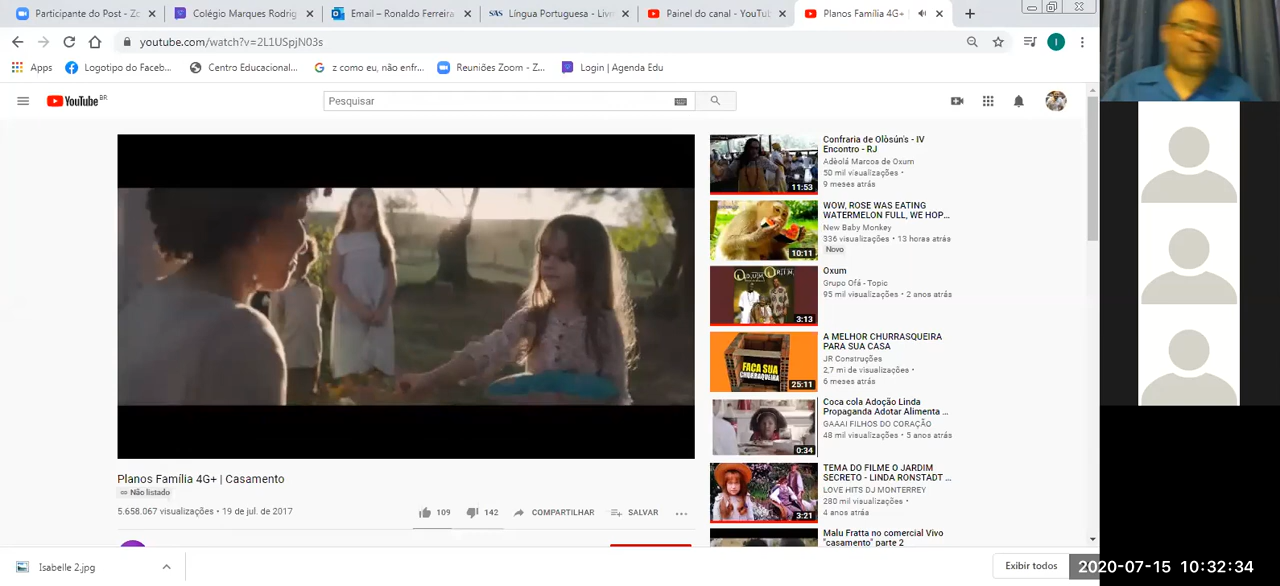 Participante do Post - Zc
Colégio Marques Rodrig
Email – Ronaldo Ferreira
SAS Língua Portuguesa - Livr
Painel do canal - YouTu
Planos Família 4G+ |
youtube.com/watch?v=2L1USpjN03s
I
Apps
Logotipo do Faceb...
Centro Educacional...
z como eu, não enfr...
Reuniões Zoom - Z...
Login | Agenda Edu
YouTube BR
Pesquisar
Confraria de Olòsún's - IV
Encontro - RJ
Adèolá Marcos de Oxum
50 mil visualizações •
9 meses atrás
11:53
WOW, ROSE WAS EATING
WATERMELON FULL, WE HOP...
New Baby Monkey
336 visualizações • 13 horas atrás
Novo
10:11
Oxum
Grupo Ofá - Topic
95 mil visualizações • 2 anos atrás
3:13
A MELHOR CHURRASQUEIRA
PARA SUA CASA
JR Construções
2,7 mi de visualizações •
6 meses atrás
FAÇA SUA
CHURRASQUEIRA
25:11
Coca cola Adoção Linda
Propaganda Adotar Alimenta ...
GAAAI FILHOS DO CORAÇÃO
48 mil visualizações • 5 anos atrás
0:34
TEMA DO FILME O JARDIM
SECRETO - LINDA RONSTADT ...
LOVE HITS DJ MONTERREY
280 mil visualizações •
4 anos atrás
3:21
Malu Fratta no comercial Vivo
"casamento" parte 2
Planos Família 4G+ | Casamento
Não listado
5.658.067 visualizações • 19 de jul. de 2017
109
142
COMPARTILHAR
SALVAR
Isabelle 2.jpg
Exibir todos
2020-07-15 10:32:34